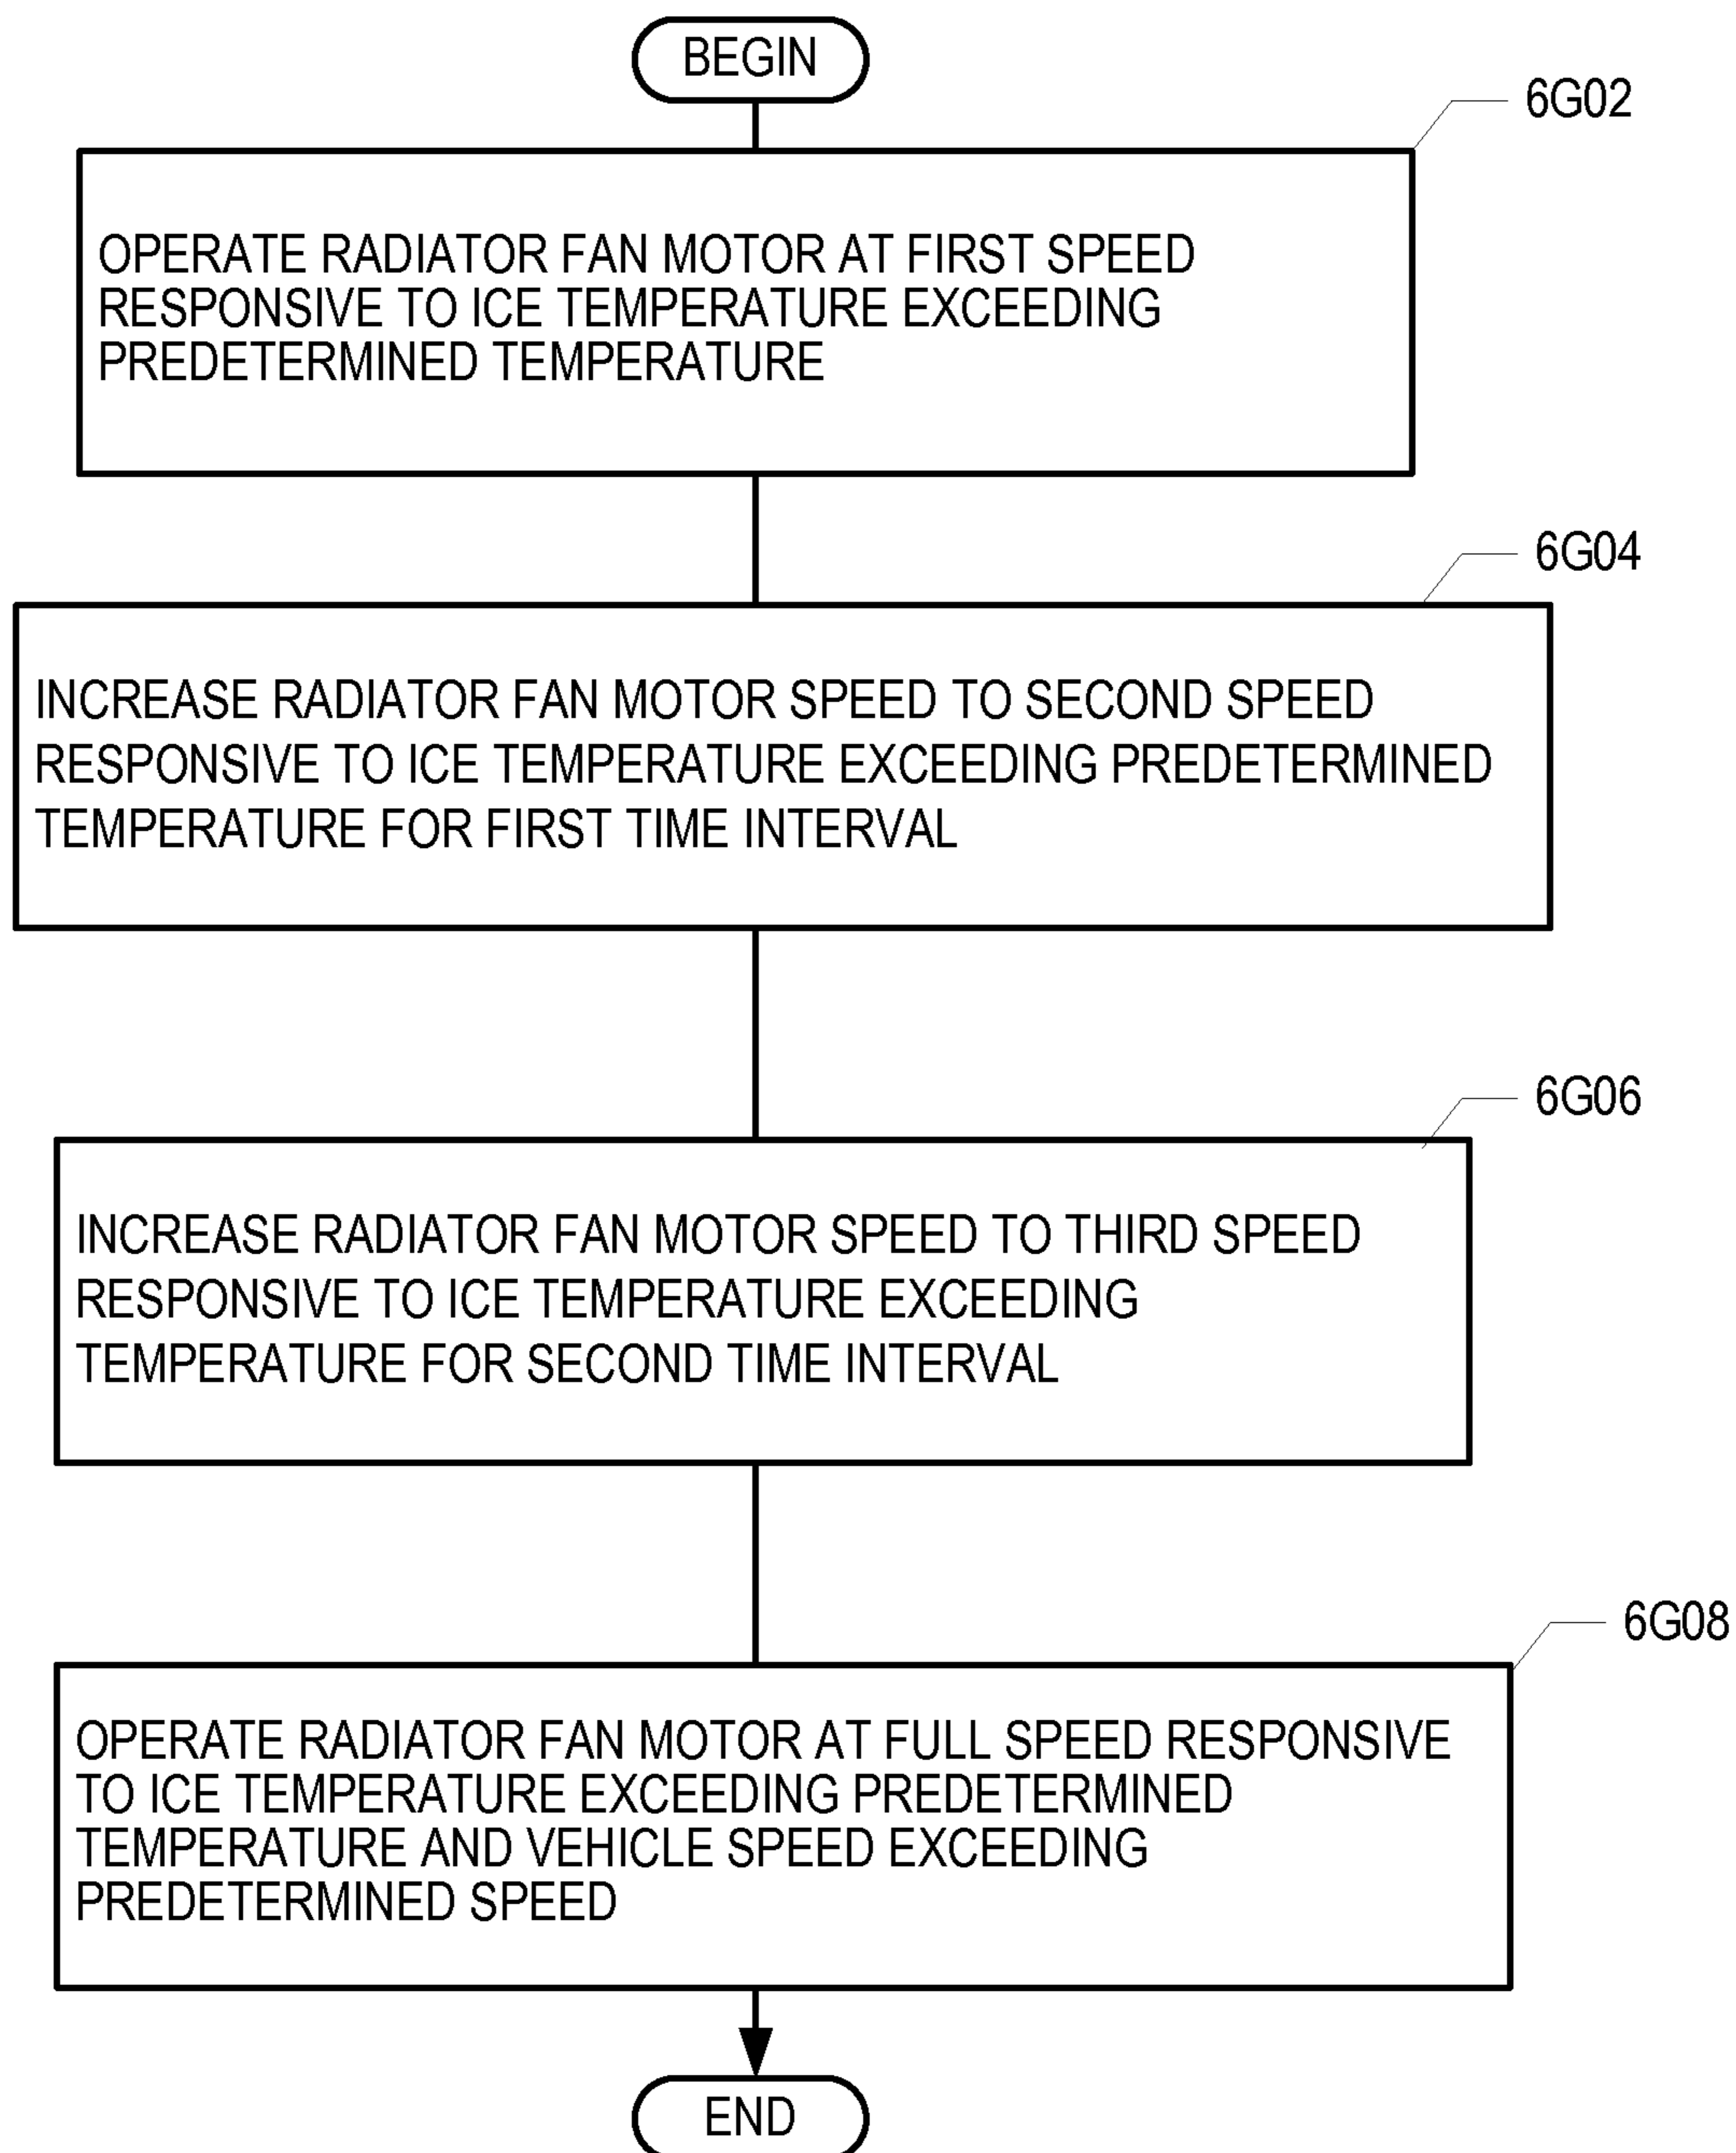 BEGIN
6G02
OPERATE RADIATOR FAN MOTOR AT FIRST SPEED
RESPONSIVE TO ICE TEMPERATURE EXCEEDING
PREDETERMINED TEMPERATURE
6G04
INCREASE RADIATOR FAN MOTOR SPEED TO SECOND SPEED
RESPONSIVE TO ICE TEMPERATURE EXCEEDING PREDETERMINED
TEMPERATURE FOR FIRST TIME INTERVAL
6G06
INCREASE RADIATOR FAN MOTOR SPEED TO THIRD SPEED
RESPONSIVE TO ICE TEMPERATURE EXCEEDING
TEMPERATURE FOR SECOND TIME INTERVAL
6G08
OPERATE RADIATOR FAN MOTOR AT FULL SPEED RESPONSIVE
TO ICE TEMPERATURE EXCEEDING PREDETERMINED
TEMPERATURE AND VEHICLE SPEED EXCEEDING
PREDETERMINED SPEED
END